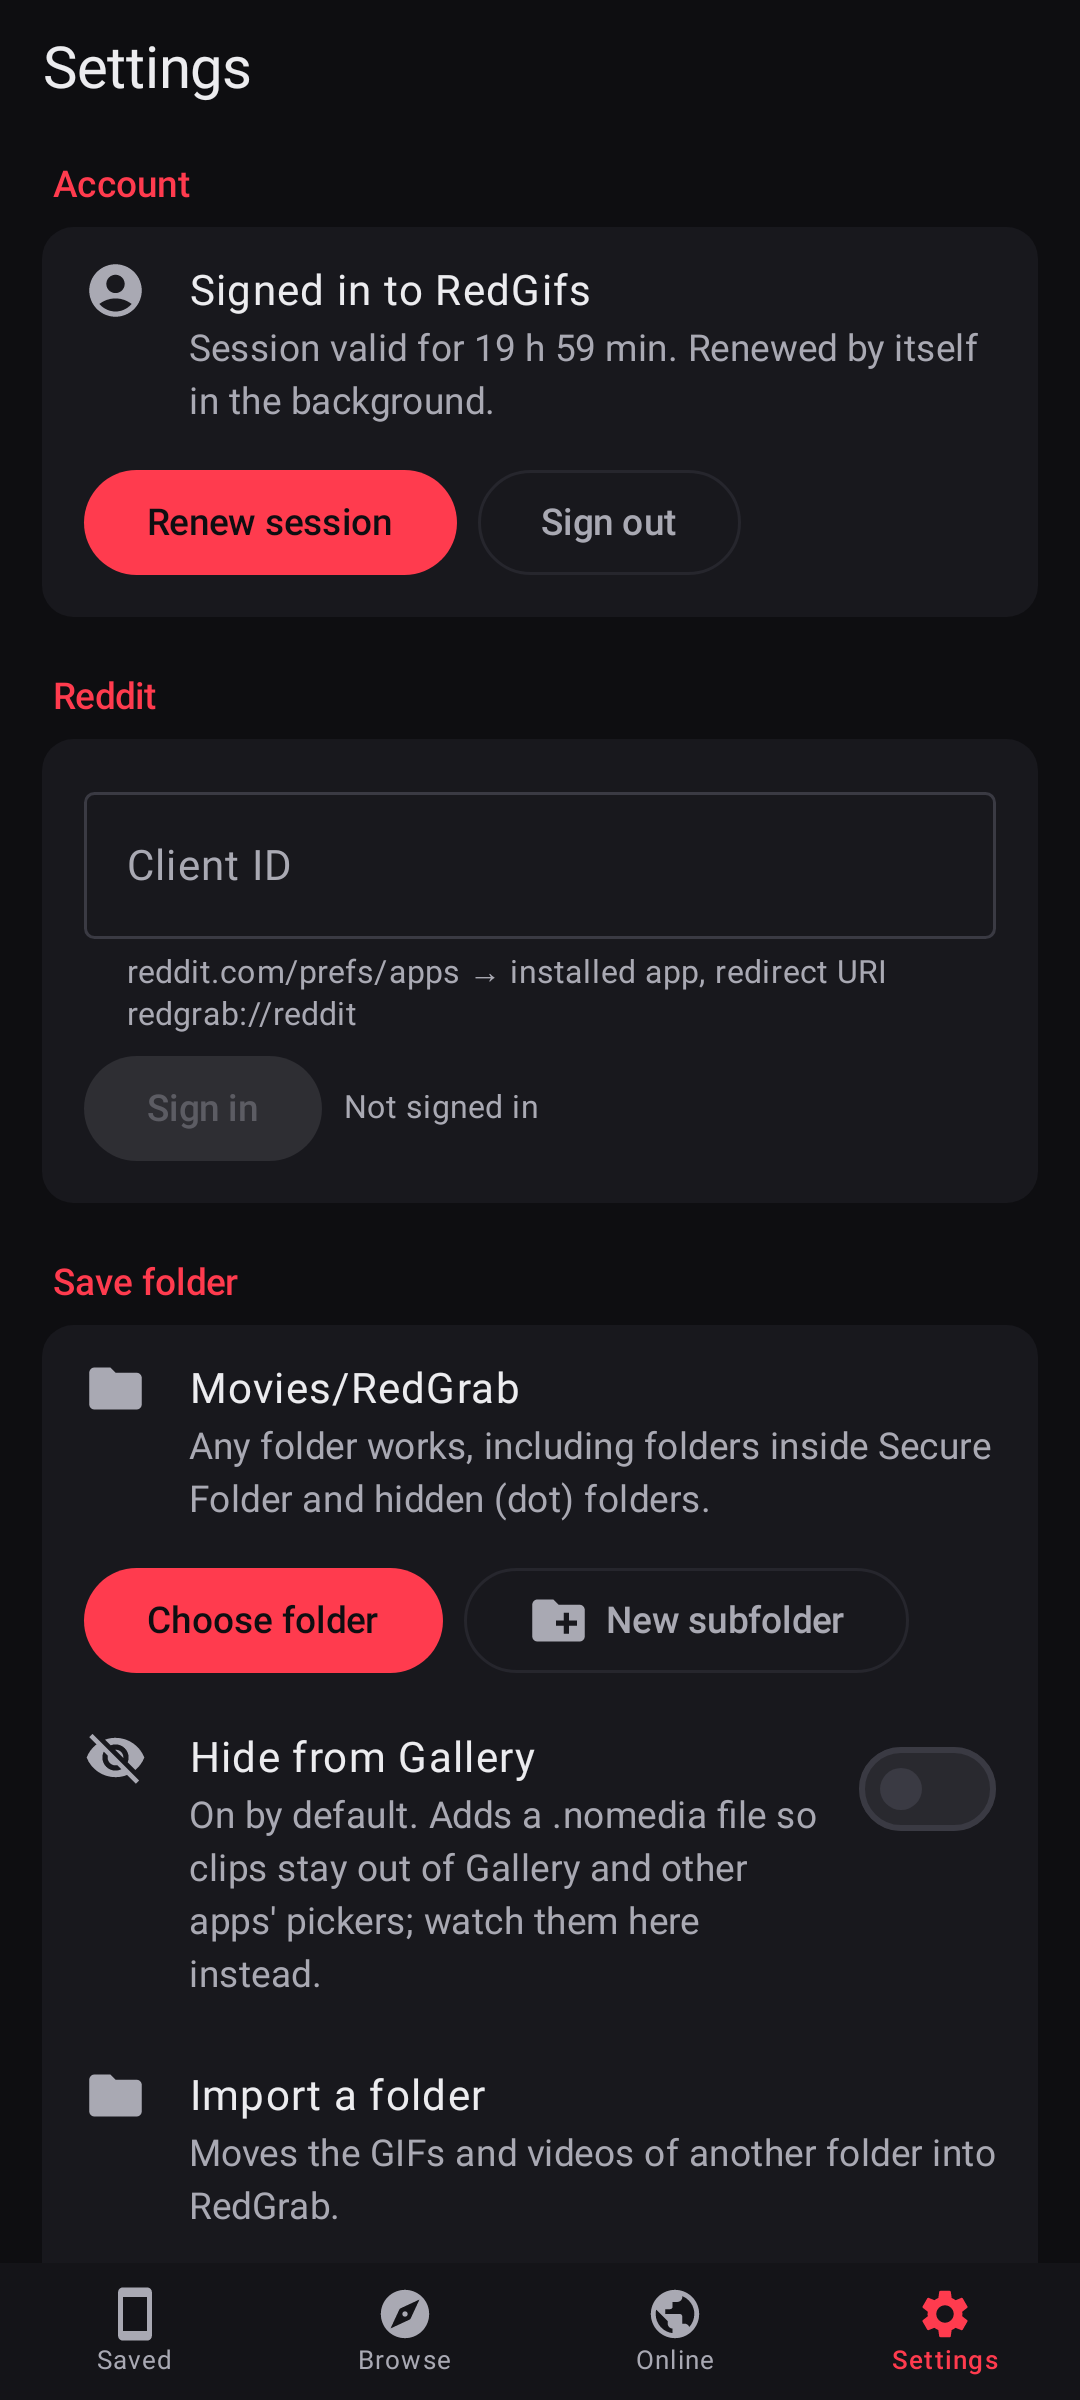 Settings
Account
Signed in to RedGifs
Session valid for 19 h 59 min. Renewed by itself
in the background.
Renew session
Sign out
Reddit
Client ID
reddit.com/prefs/apps → installed app, redirect URI
redgrab://reddit
Sign in
Not signed in
Save folder
Movies/RedGrab
Any folder works, including folders inside Secure
Folder and hidden (dot) folders.
Choose folder
New subfolder
Hide from Gallery
On by default. Adds a .nomedia file so
clips stay out of Gallery and other
apps' pickers; watch them here
instead.
Import a folder
Moves the GIFs and videos of another folder into
RedGrab.
Saved
Browse
Online
Settings